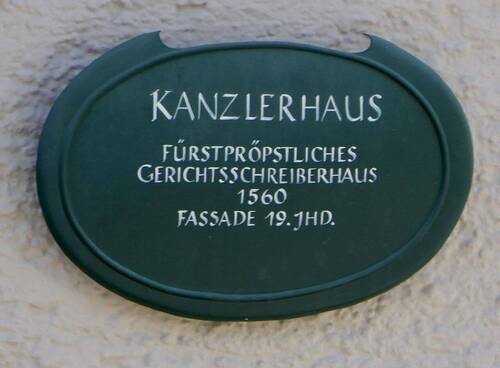 KANZLERHAUS
FÜRSTPRÖPSTLICHES
GERICHTSSCHREIBERHAUS
1560
FASSADE 19. JHD.